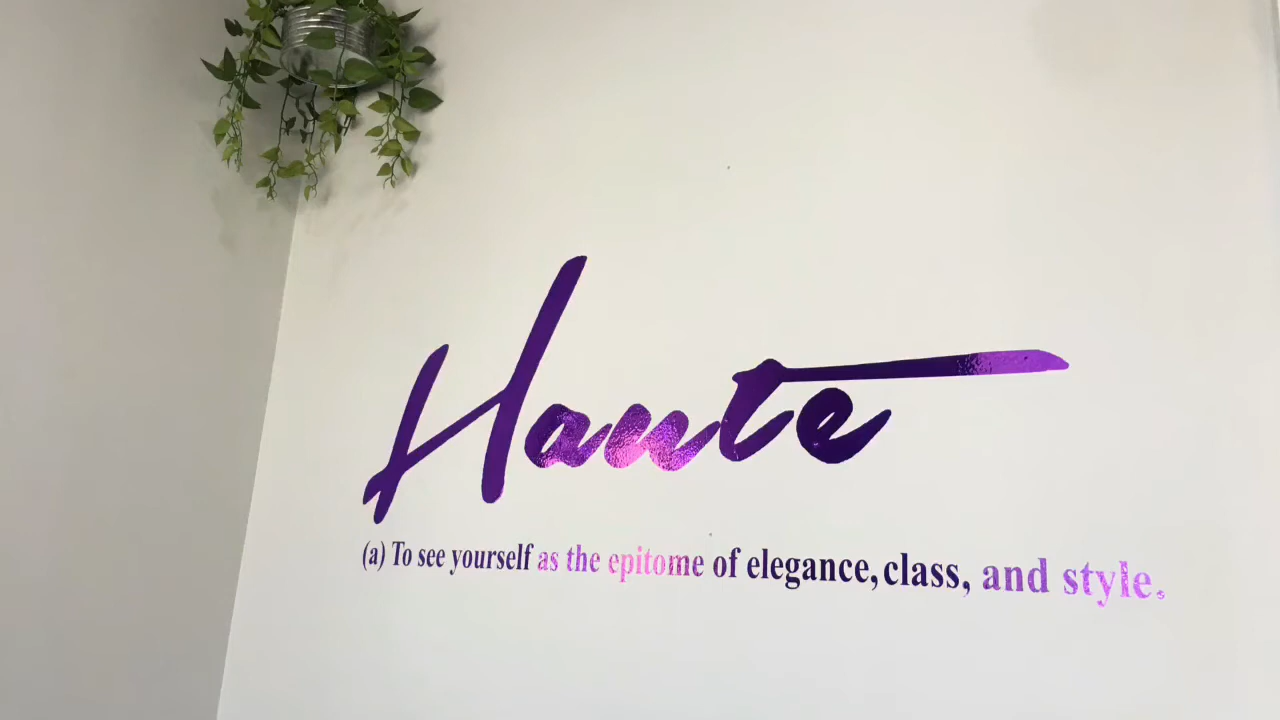 Haute
(a) To see yourself as the epitome of elegance, class, and style.